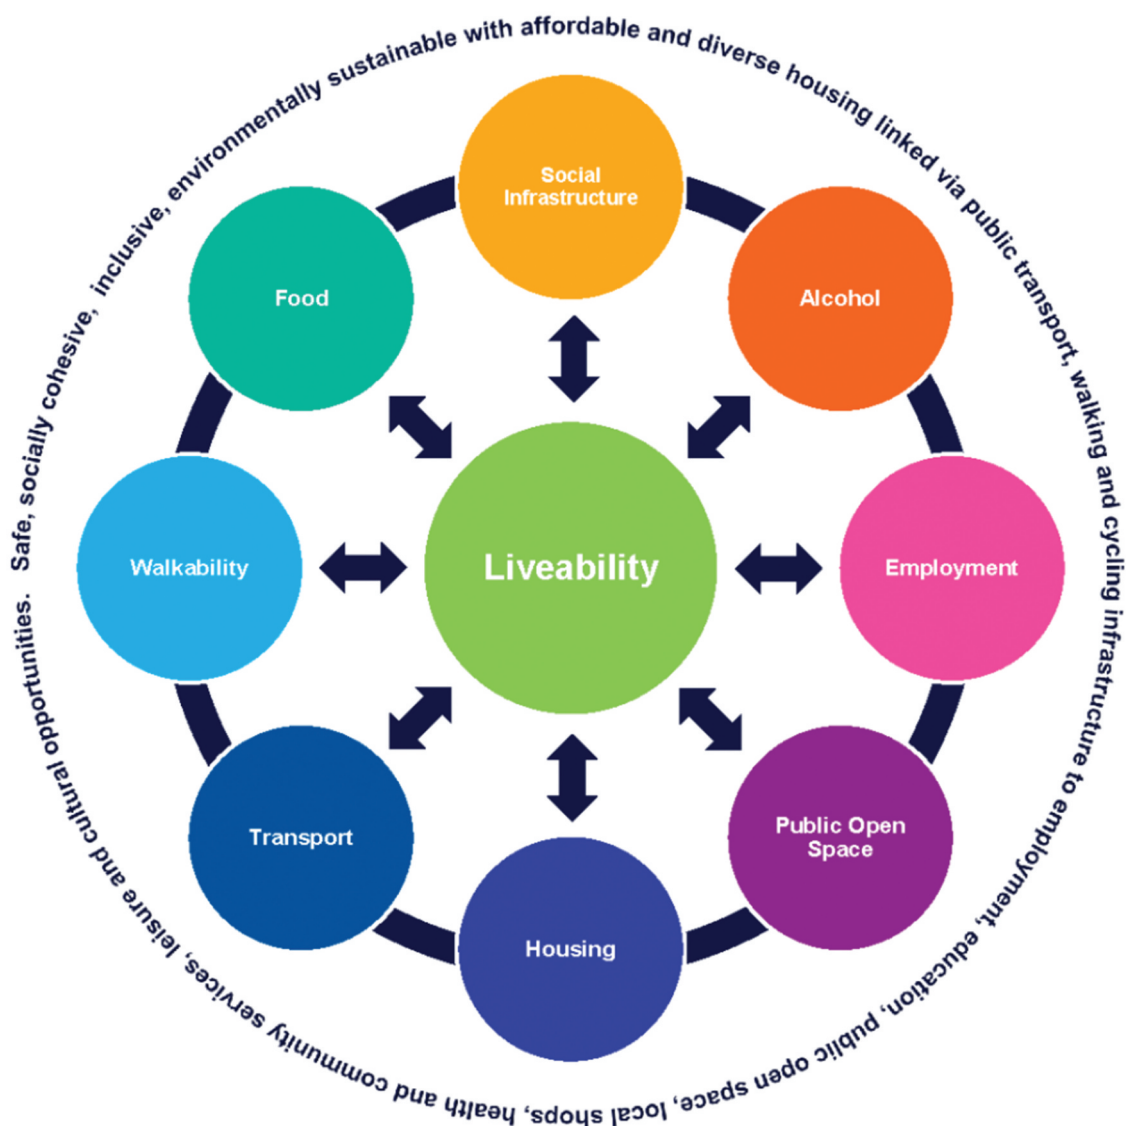 Safe, socially cohesive, inclusive, environmentally sustainable with affordable and diverse housing linked via public transport, walking and cycling infrastructure to employment, education, public open space, local shops, health and community services, leisure and cultural opportunities.
Social
Infrastructure
Alcohol
Employment
Public Open
Space
Housing
Transport
Walkability
Food
Liveability